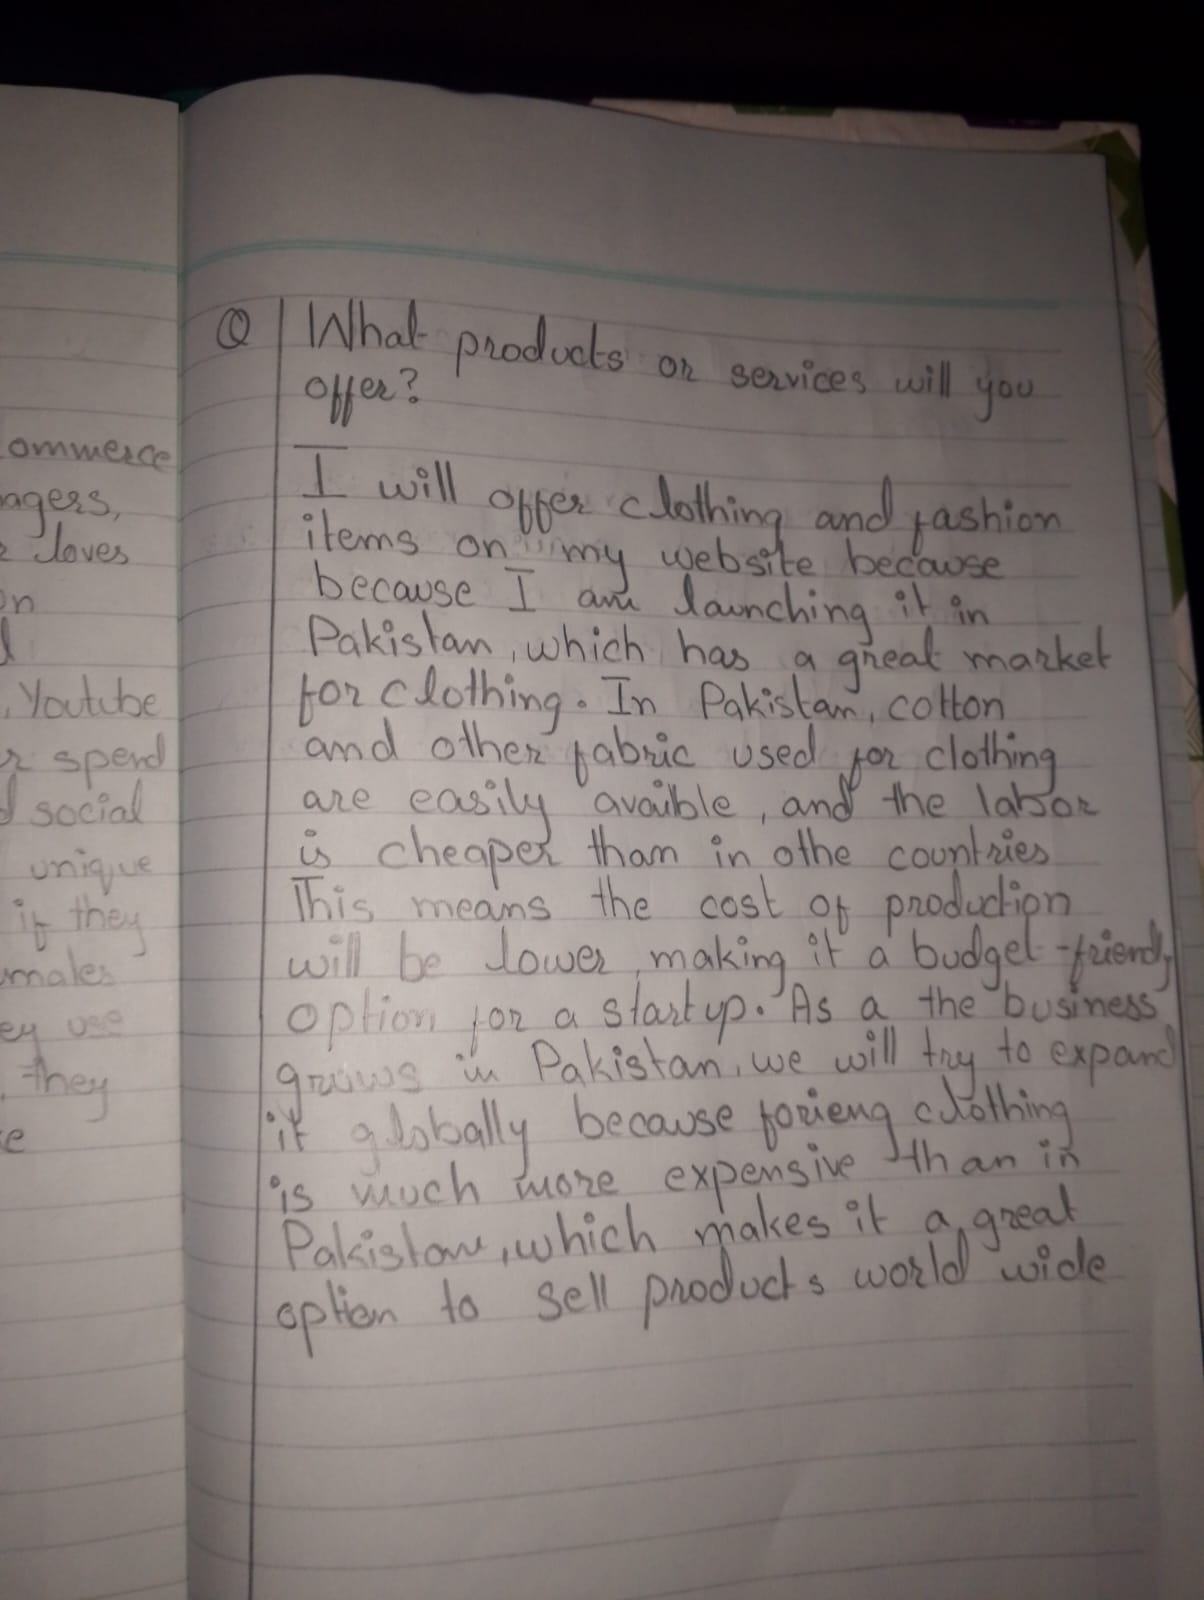 ommerce
agers,
loves
on
l
, Youtube
r spend
d social
unique
if they
males
ey use
. they
e
Q What products or services will you
offer?
I will offer clothing and fashion
items on my website because
because I am launching it in
Pakistan, which has a great market
for clothing. In Pakistan, cotton
and other fabric used for clothing
are easily avaible, and the labor
is cheaper than in othe countries
This means the cost of production
will be lower, making it a budget-friendly
option for a startup. As a the business
grows in Pakistan, we will try to expand
it globally because forieng clothing
is much more expensive than in
Pakistan, which makes it a great
option to sell products world wide